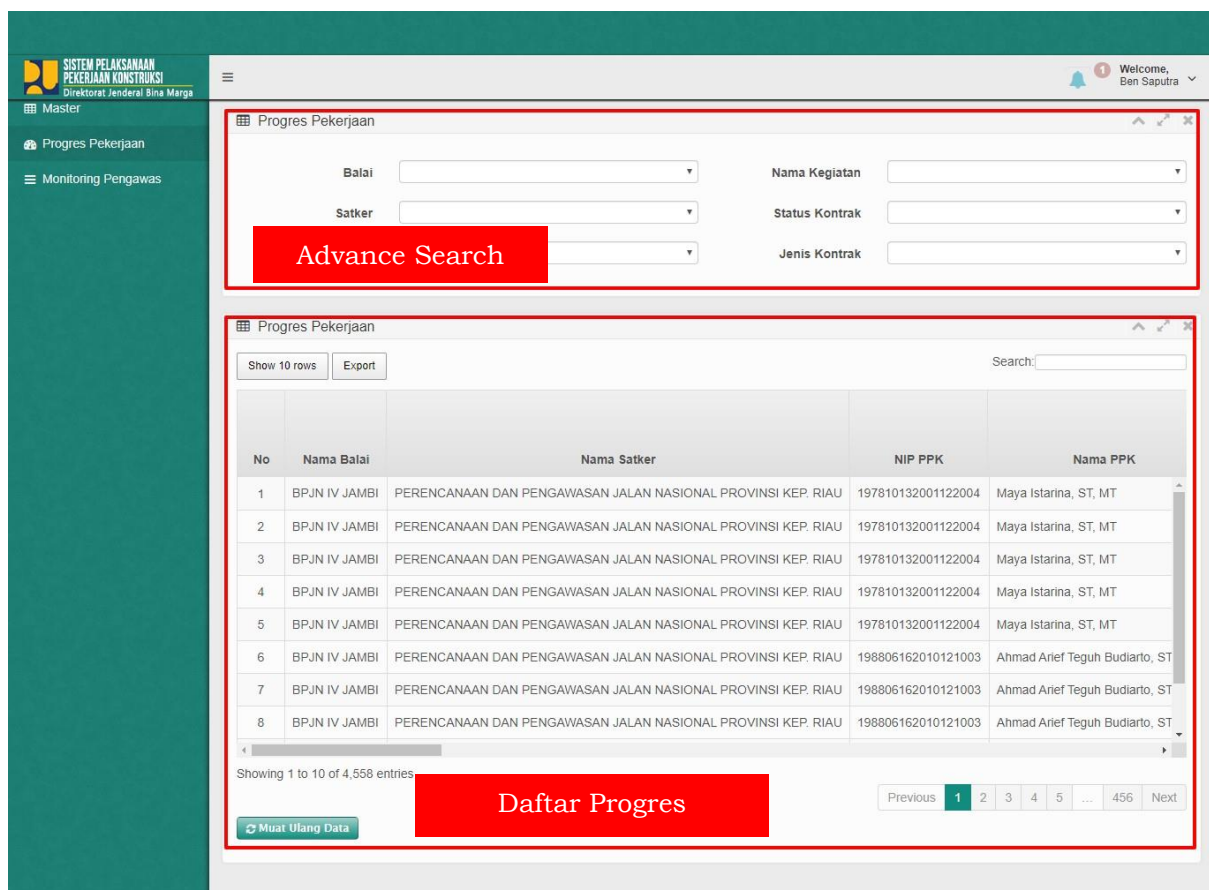 SISTEM PELAKSANAAN
PEKERJAAN KONSTRUKSI
Direktorat Jenderal Bina Marga
1 Welcome,
Ben Saputra
Master
Progres Pekerjaan
Monitoring Pengawas
Progres Pekerjaan
Balai Nama Kegiatan
Satker Status Kontrak
Advance Search Jenis Kontrak
Progres Pekerjaan
Show 10 rows Export Search:
No Nama Balai Nama Satker NIP PPK Nama PPK
1 BPJN IV JAMBI PERENCANAAN DAN PENGAWASAN JALAN NASIONAL PROVINSI KEP. RIAU 197810132001122004 Maya Istarina, ST, MT
2 BPJN IV JAMBI PERENCANAAN DAN PENGAWASAN JALAN NASIONAL PROVINSI KEP. RIAU 197810132001122004 Maya Istarina, ST, MT
3 BPJN IV JAMBI PERENCANAAN DAN PENGAWASAN JALAN NASIONAL PROVINSI KEP. RIAU 197810132001122004 Maya Istarina, ST, MT
4 BPJN IV JAMBI PERENCANAAN DAN PENGAWASAN JALAN NASIONAL PROVINSI KEP. RIAU 197810132001122004 Maya Istarina, ST, MT
5 BPJN IV JAMBI PERENCANAAN DAN PENGAWASAN JALAN NASIONAL PROVINSI KEP. RIAU 197810132001122004 Maya Istarina, ST, MT
6 BPJN IV JAMBI PERENCANAAN DAN PENGAWASAN JALAN NASIONAL PROVINSI KEP. RIAU 198806162010121003 Ahmad Arief Teguh Budiarto, ST
7 BPJN IV JAMBI PERENCANAAN DAN PENGAWASAN JALAN NASIONAL PROVINSI KEP. RIAU 198806162010121003 Ahmad Arief Teguh Budiarto, ST
8 BPJN IV JAMBI PERENCANAAN DAN PENGAWASAN JALAN NASIONAL PROVINSI KEP. RIAU 198806162010121003 Ahmad Arief Teguh Budiarto, ST
Showing 1 to 10 of 4,558 entries
Daftar Progres
Previous 1 2 3 4 5 ... 456 Next
Muat Ulang Data